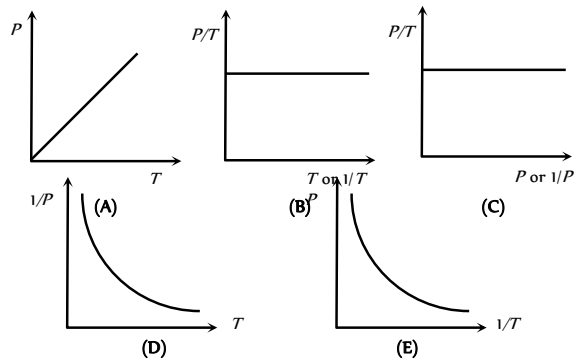 P
T
(A)
P/T
T or 1/T
(B)
P/T
P or 1/P
(C)
1/P
T
(D)
P
1/T
(E)